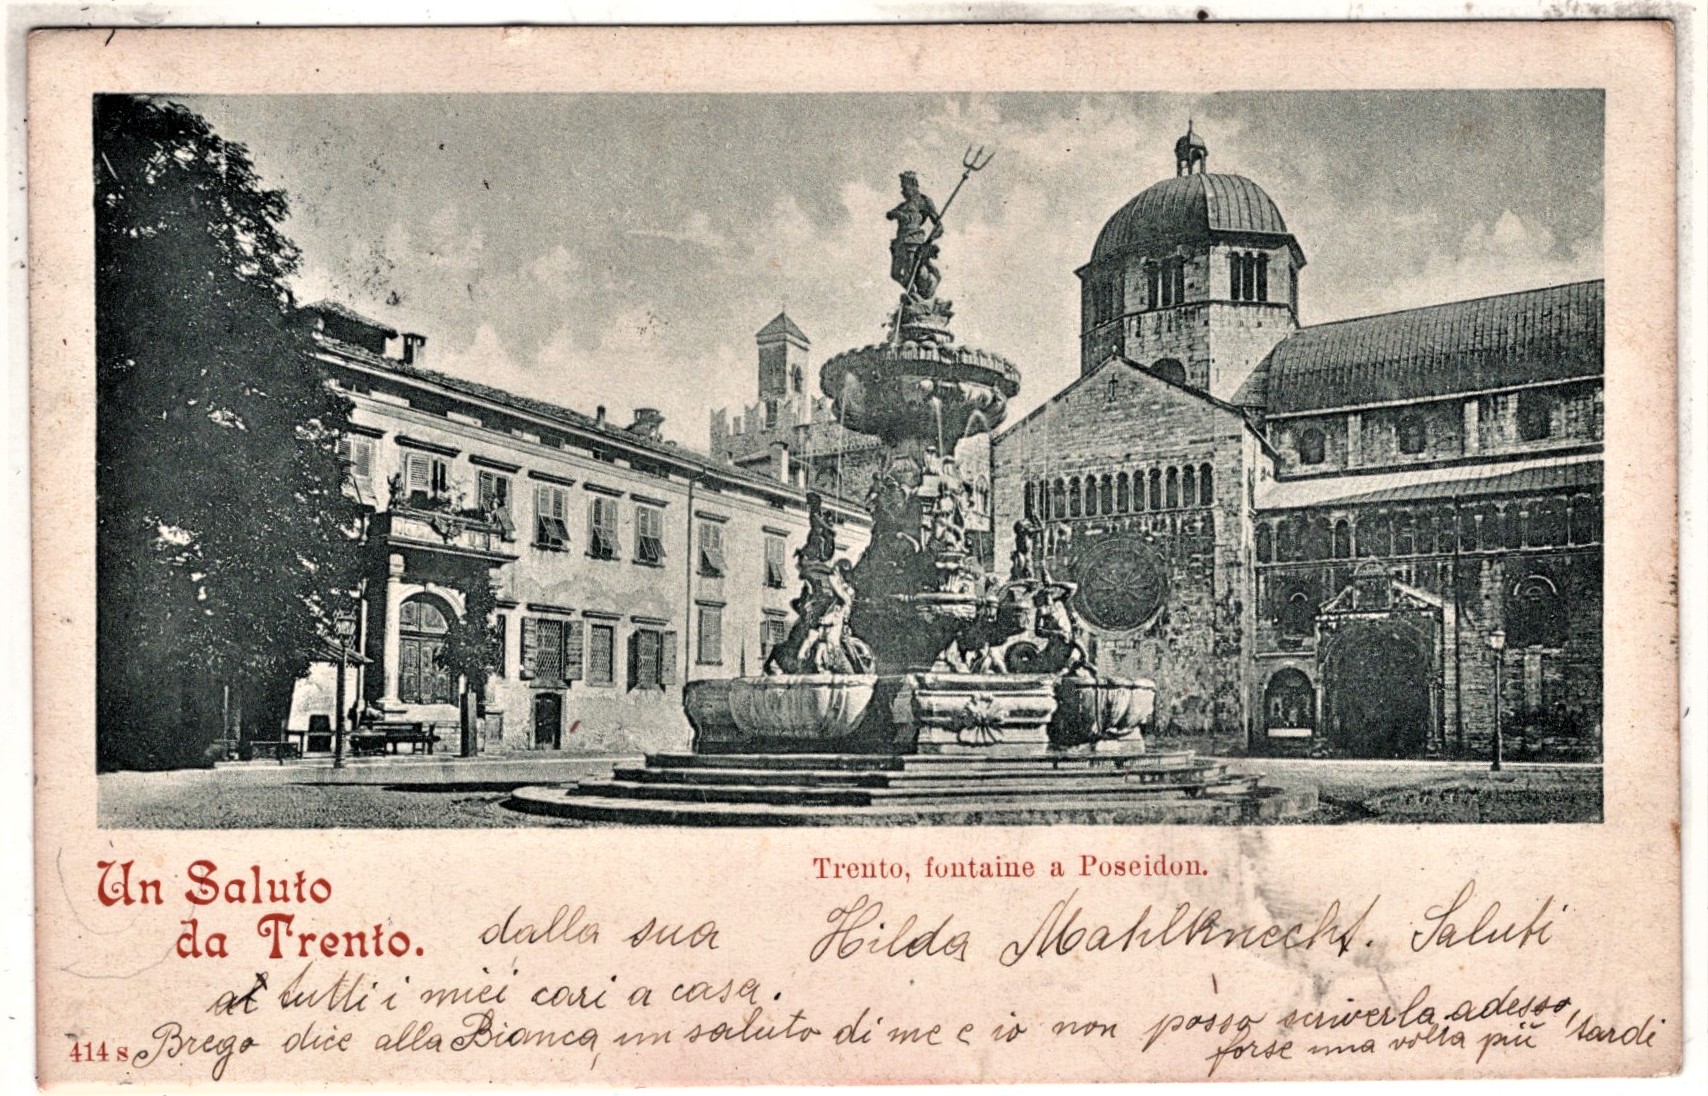 Un Saluto
da Trento.
Trento, fontaine a Poseidon.
dalla sua Hilda Mahlknecht. Saluti
a tutti i miei cari a casa.
414 s
Brego dice alla Bianca, un saluto di me e io non posso scriverla adesso,
forse una volta più tardi